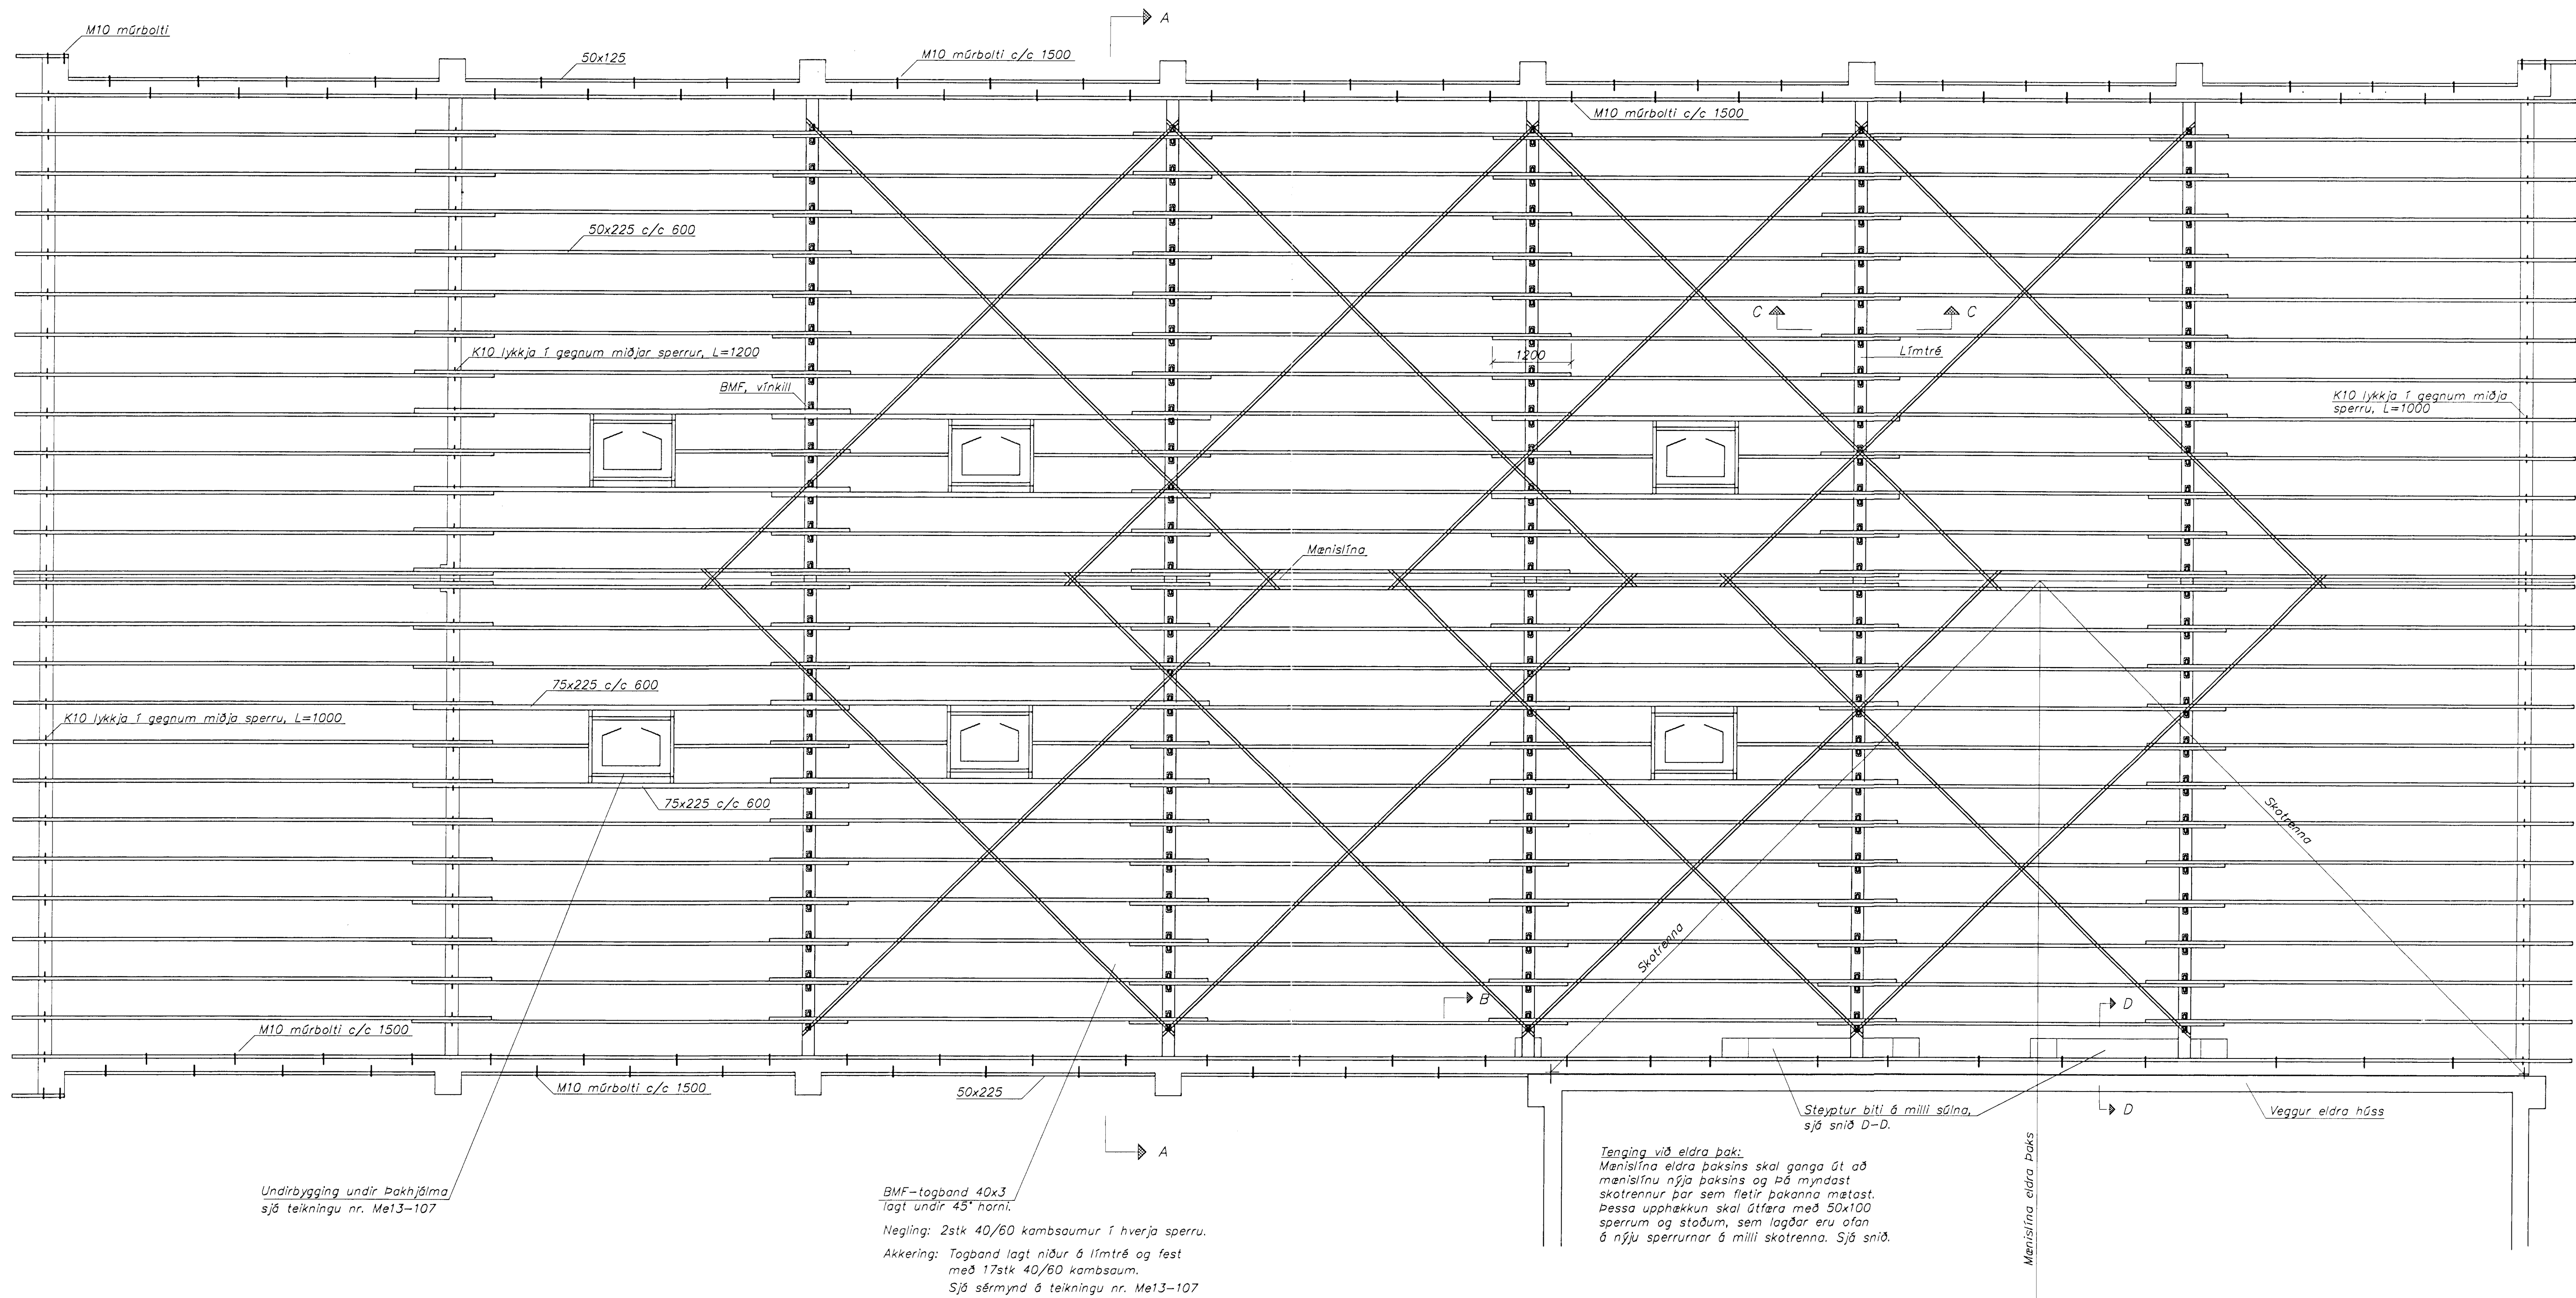 A
M10 múrbolti
50x125
M10 múrbolti c/c 1500
M10 múrbolti c/c 1500
50x225 c/c 600
C
C
K10 lykkja í gegnum miðjar sperrur, L=1200
1200
Límtré
BMF, vinkill
K10 lykkja í gegnum miðja
sperru, L=1000
Mænislína
75x225 c/c 600
K10 lykkja í gegnum miðja sperru, L=1000
75x225 c/c 600
Skotrenna
Skotrenna
B
D
M10 múrbolti c/c 1500
M10 múrbolti c/c 1500
50x225
Steyptur biti á milli súlna,
sjá snið D-D.
D
Veggur eldra húss
A
Mænislína eldra þaks
Tenging við eldra þak:
Mænislína eldra þaksins skal ganga út að
mænislínu nýja þaksins og þá myndast
skotrennur þar sem fletir þakanna mætast.
Þessa upphækkun skal útfæra með 50x100
sperrum og stoðum, sem lagðar eru ofan
á nýju sperrurnar á milli skotrenna. Sjá snið.
Undirbygging undir Þakhjálma
sjá teikningu nr. Me13-107
BMF-togband 40x3
lagt undir 45° horni.
Negling: 2stk 40/60 kambsaumur í hverja sperru.
Akkering: Togband lagt niður á límtré og fest
með 17stk 40/60 kambsaum.
Sjá sérmynd á teikningu nr. Me13-107